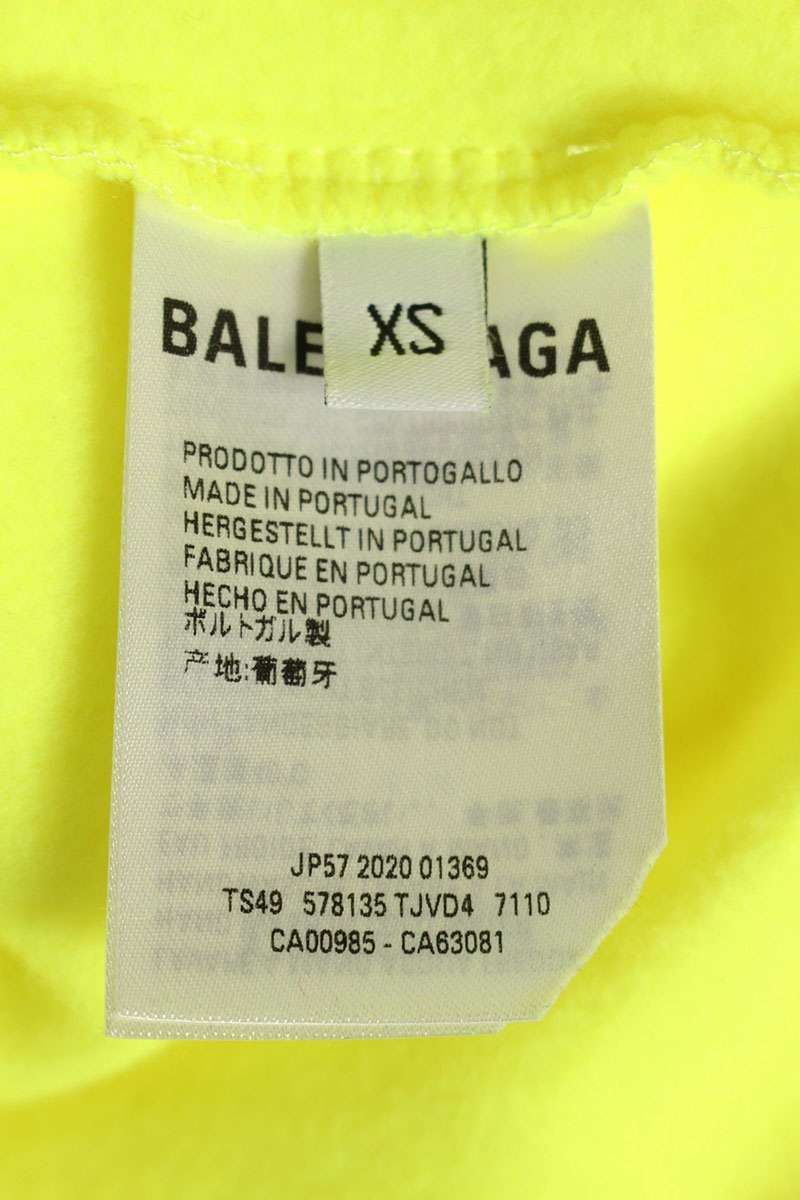 XS
BALE AGA
PRODOTTO IN PORTOGALLO
MADE IN PORTUGAL
HERGESTELLT IN PORTUGAL
FABRIQUE EN PORTUGAL
HECHO EN PORTUGAL
ポルトガル製
产地:葡萄牙
JP57 2020 01369
TS49 578135 TJVD4 7110
CA00985 - CA63081